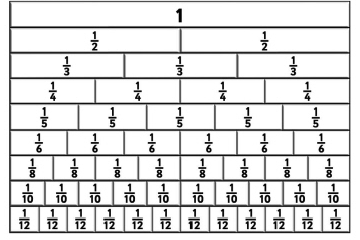 1
1/2 1/2
1/3 1/3 1/3
1/4 1/4 1/4 1/4
1/5 1/5 1/5 1/5 1/5
1/6 1/6 1/6 1/6 1/6 1/6
1/8 1/8 1/8 1/8 1/8 1/8 1/8 1/8
1/10 1/10 1/10 1/10 1/10 1/10 1/10 1/10 1/10 1/10
1/12 1/12 1/12 1/12 1/12 1/12 1/12 1/12 1/12 1/12 1/12 1/12